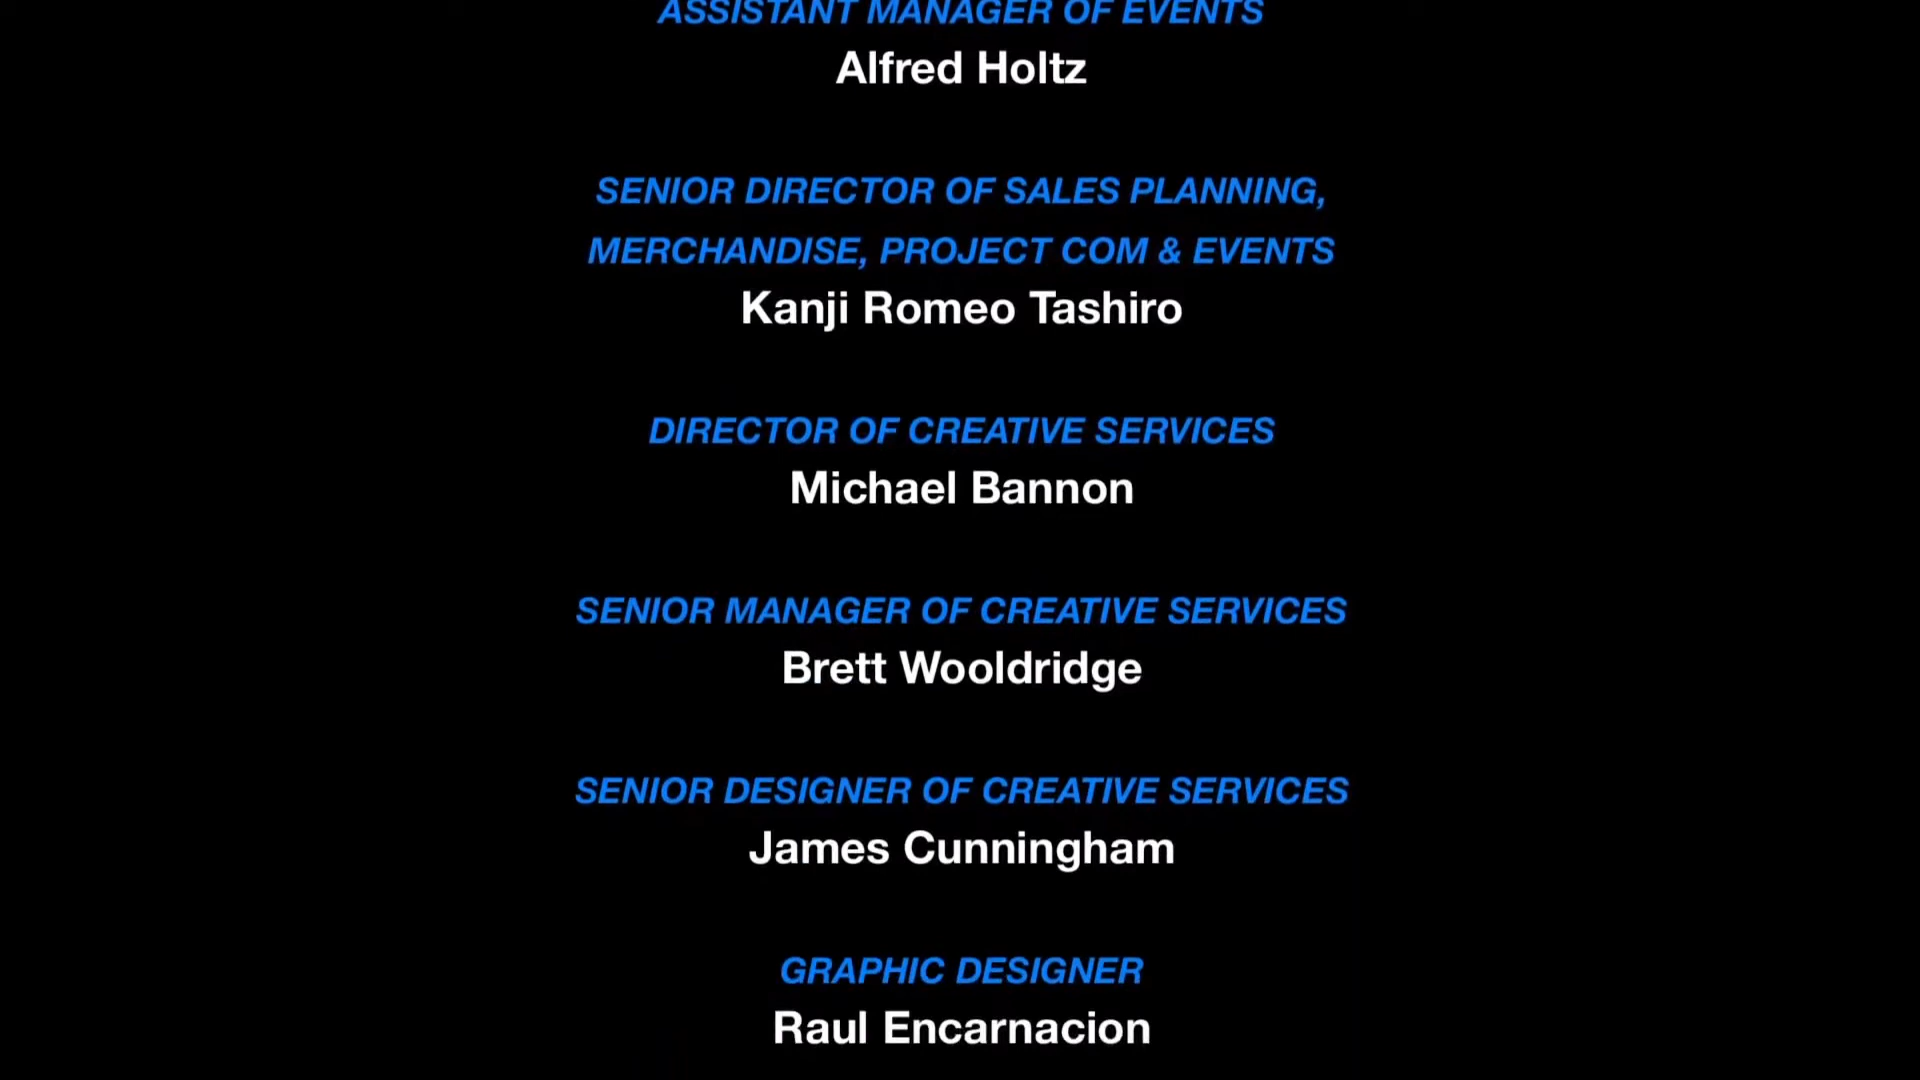 ASSISTANT MANAGER OF EVENTS
Alfred Holtz
SENIOR DIRECTOR OF SALES PLANNING,
MERCHANDISE, PROJECT COM & EVENTS
Kanji Romeo Tashiro
DIRECTOR OF CREATIVE SERVICES
Michael Bannon
SENIOR MANAGER OF CREATIVE SERVICES
Brett Wooldridge
SENIOR DESIGNER OF CREATIVE SERVICES
James Cunningham
GRAPHIC DESIGNER
Raul Encarnacion